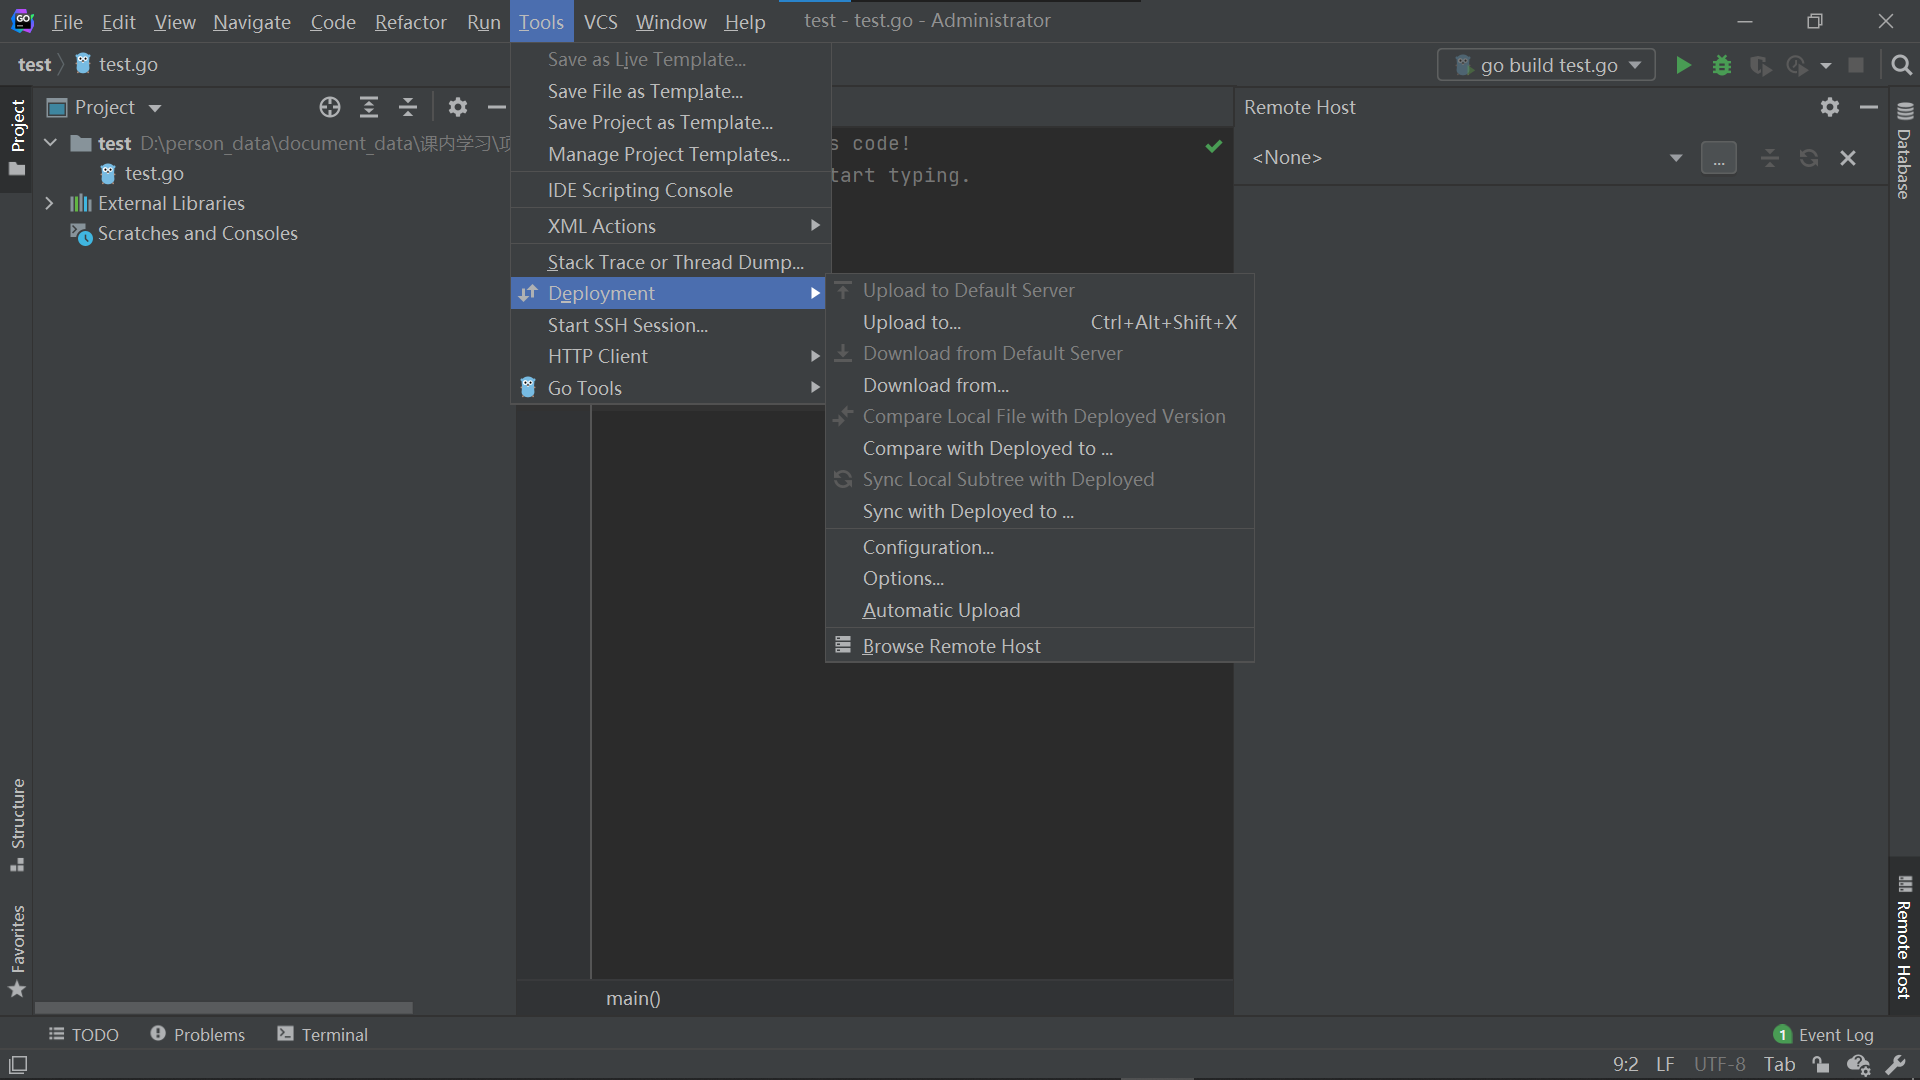 File Edit View Navigate Code Refactor Run Tools VCS Window Help test - test.go - Administrator
test test.go
go build test.go
Project
Project
test D:\person_data\document_data\课内学习\项
test.go
External Libraries
Scratches and Consoles
Structure
Favorites
Save as Live Template...
Save File as Template...
Save Project as Template...
Manage Project Templates...
IDE Scripting Console
XML Actions
Stack Trace or Thread Dump...
Deployment
Start SSH Session...
HTTP Client
Go Tools
s code!
tart typing.
Upload to Default Server
Upload to... Ctrl+Alt+Shift+X
Download from Default Server
Download from...
Compare Local File with Deployed Version
Compare with Deployed to ...
Sync Local Subtree with Deployed
Sync with Deployed to ...
Configuration...
Options...
Automatic Upload
Browse Remote Host
main()
Remote Host
<None>
...
Database
Remote Host
TODO Problems Terminal
1 Event Log
9:2 LF UTF-8 Tab